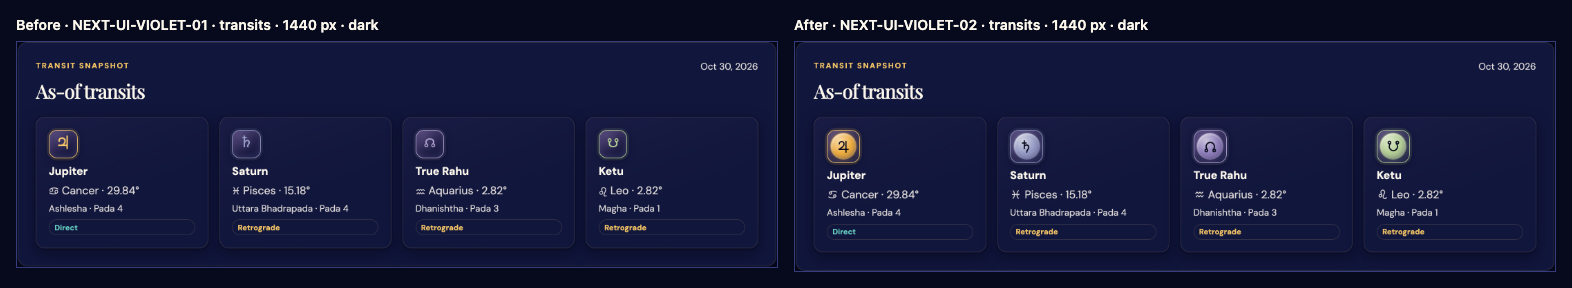 Before · NEXT-UI-VIOLET-01 · transits · 1440 px · dark
TRANSIT SNAPSHOT
Oct 30, 2026
As-of transits
♃
Jupiter
♋ Cancer · 29.84°
Ashlesha · Pada 4
Direct
♄
Saturn
♓ Pisces · 15.18°
Uttara Bhadrapada · Pada 4
Retrograde
☊
True Rahu
♒ Aquarius · 2.82°
Dhanishtha · Pada 3
Retrograde
☋
Ketu
♌ Leo · 2.82°
Magha · Pada 1
Retrograde
After · NEXT-UI-VIOLET-02 · transits · 1440 px · dark
TRANSIT SNAPSHOT
Oct 30, 2026
As-of transits
♃
Jupiter
♋ Cancer · 29.84°
Ashlesha · Pada 4
Direct
♄
Saturn
♓ Pisces · 15.18°
Uttara Bhadrapada · Pada 4
Retrograde
☊
True Rahu
♒ Aquarius · 2.82°
Dhanishtha · Pada 3
Retrograde
☋
Ketu
♌ Leo · 2.82°
Magha · Pada 1
Retrograde